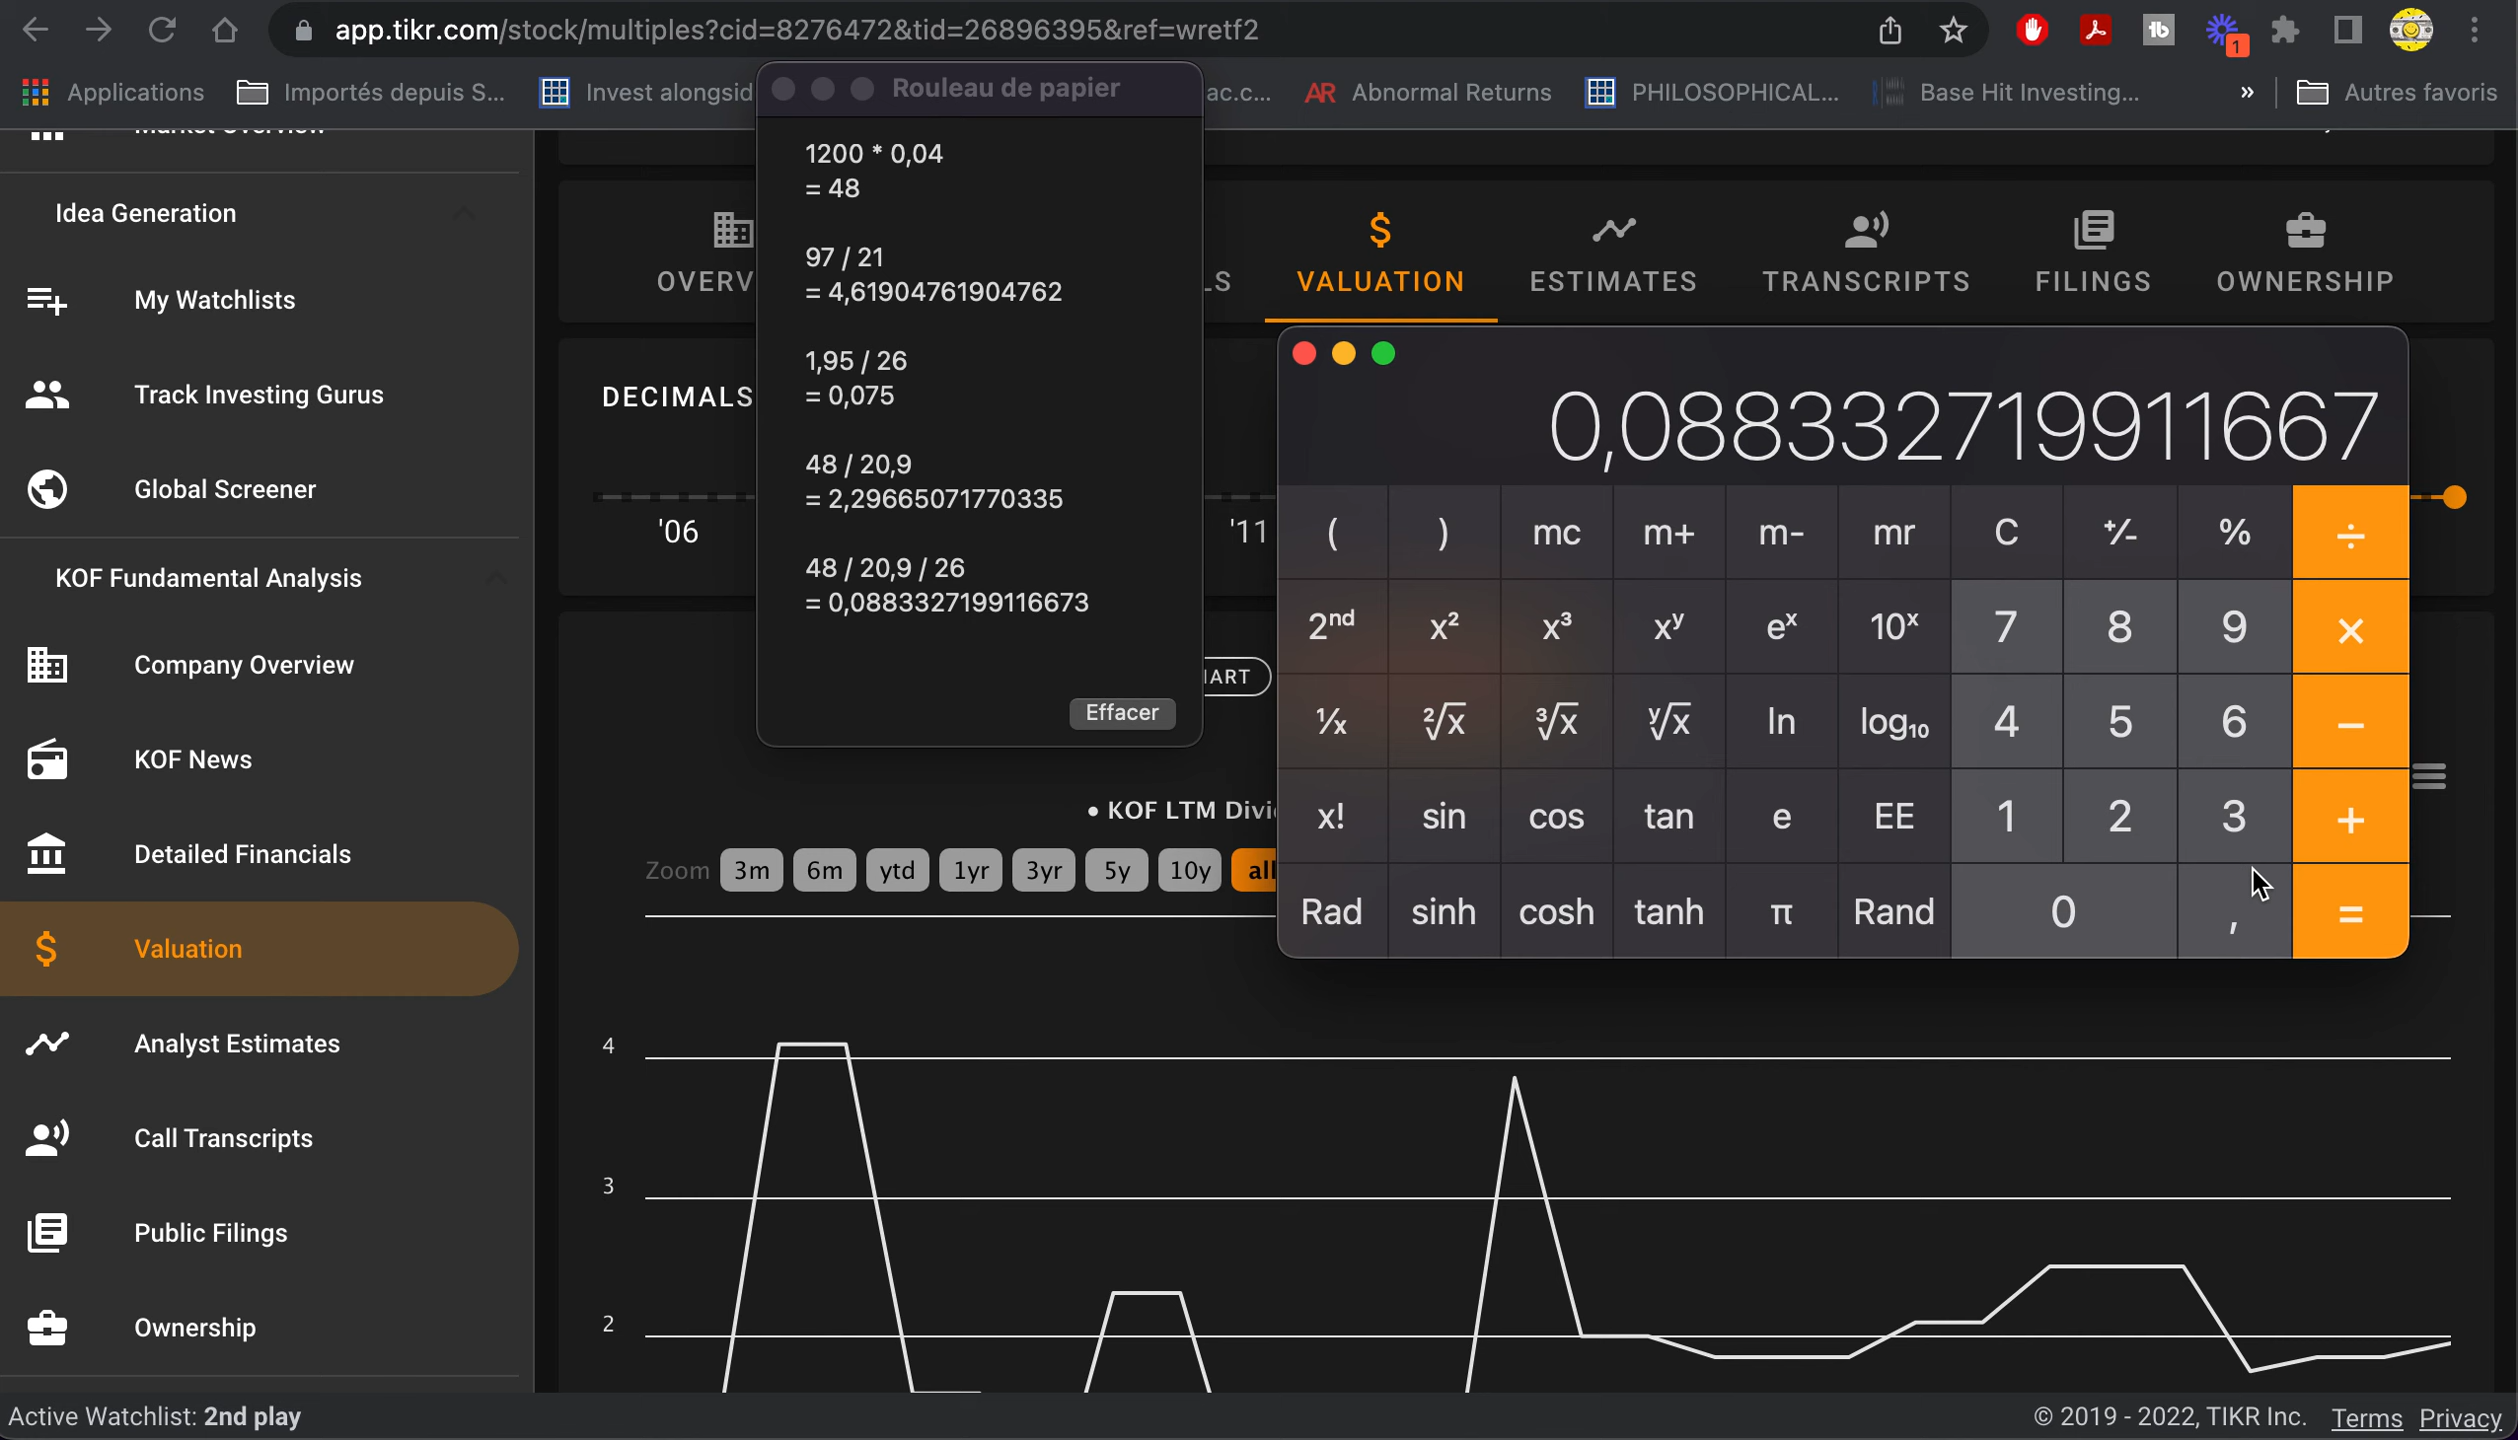 app.tikr.com/stock/multiples?cid=8276472&tid=26896395&ref=wretf2
1
Applications
Importés depuis S...
Invest alongsid
ac.c...
AR Abnormal Returns
PHILOSOPHICAL...
Base Hit Investing...
»
Autres favoris
Market Overview
Idea Generation
My Watchlists
Track Investing Gurus
Global Screener
KOF Fundamental Analysis
Company Overview
KOF News
Detailed Financials
Valuation
Analyst Estimates
Call Transcripts
Public Filings
Ownership
Rouleau de papier
1200 * 0,04
= 48
97 / 21
= 4,61904761904762
1,95 / 26
= 0,075
48 / 20,9
= 2,29665071770335
48 / 20,9 / 26
= 0,0883327199116673
Effacer
OVERV
LS
VALUATION
ESTIMATES
TRANSCRIPTS
FILINGS
OWNERSHIP
DECIMALS
'06
'11
IART
0,088332719911667
( ) mc m+ m- mr C ⁺∕₋ % ÷
2ⁿᵈ x² x³ xʸ eˣ 10ˣ 7 8 9 ×
¹∕ₓ ²√x ³√x ʸ√x ln log₁₀ 4 5 6 −
x! sin cos tan e EE 1 2 3 +
Rad sinh cosh tanh π Rand 0 , =
• KOF LTM Divi
Zoom 3m 6m ytd 1yr 3yr 5y 10y all
4
3
2
Active Watchlist: 2nd play
© 2019 - 2022, TIKR Inc. Terms Privacy